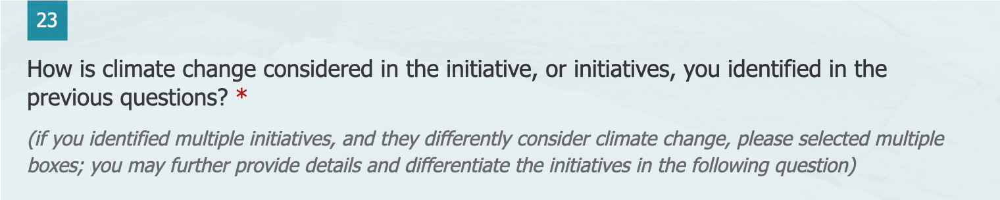 23
How is climate change considered in the initiative, or initiatives, you identified in the
previous questions? *
(if you identified multiple initiatives, and they differently consider climate change, please selected multiple
boxes; you may further provide details and differentiate the initiatives in the following question)